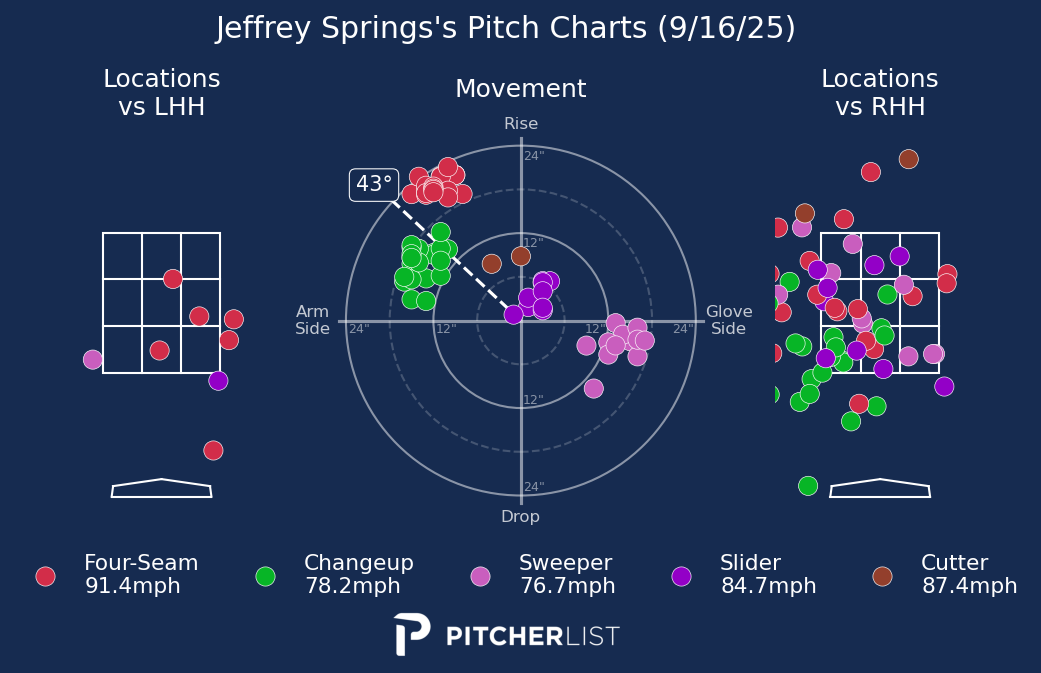 Jeffrey Springs's Pitch Charts (9/16/25)
Locations
vs LHH
Movement
Locations
vs RHH
Rise
24"
43°
12"
Arm
Side
24"
12"
12"
24"
Glove
Side
12"
24"
Drop
Four-Seam
91.4mph
Changeup
78.2mph
Sweeper
76.7mph
Slider
84.7mph
Cutter
87.4mph
PITCHERLIST